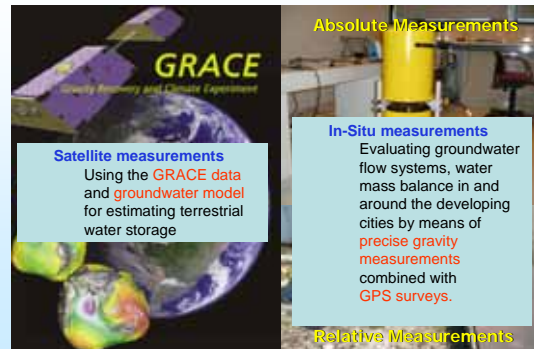 GRACE
Gravity Recovery and Climate Experiment
Satellite measurements
Using the GRACE data
and groundwater model
for estimating terrestrial
water storage
Absolute Measurements
In-Situ measurements
Evaluating groundwater
flow systems, water
mass balance in and
around the developing
cities by means of
precise gravity
measurements
combined with
GPS surveys.
Relative Measurements